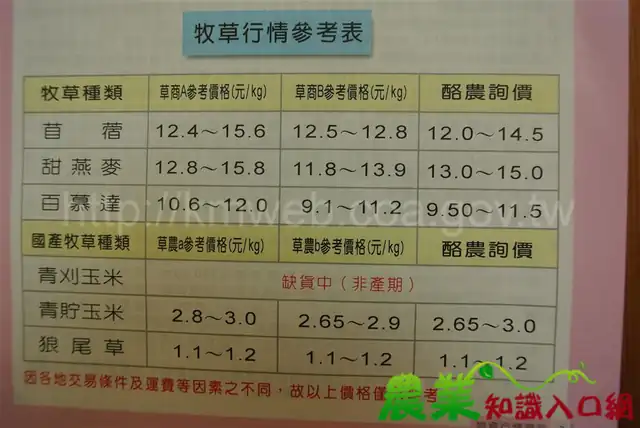 牧草行情參考表
牧草種類 草商A參考價格(元/kg) 草商B參考價格(元/kg) 酪農詢價
苜蓿 12.4～15.6 12.5～12.8 12.0～14.5
甜燕麥 12.8～15.8 11.8～13.9 13.0～15.0
百慕達 10.6～12.0 9.1～11.2 9.50～11.5
http://kmweb.coa.gov.tw
國產牧草種類 草農a參考價格(元/kg) 草農b參考價格(元/kg) 酪農詢價
青刈玉米 缺貨中（非產期）
青貯玉米 2.8～3.0 2.65～2.9 2.65～3.0
狼尾草 1.1～1.2 1.1～1.2 1.1～1.2
因各地交易條件及運費等因素之不同，故以上價格僅 考
農業知識入口網